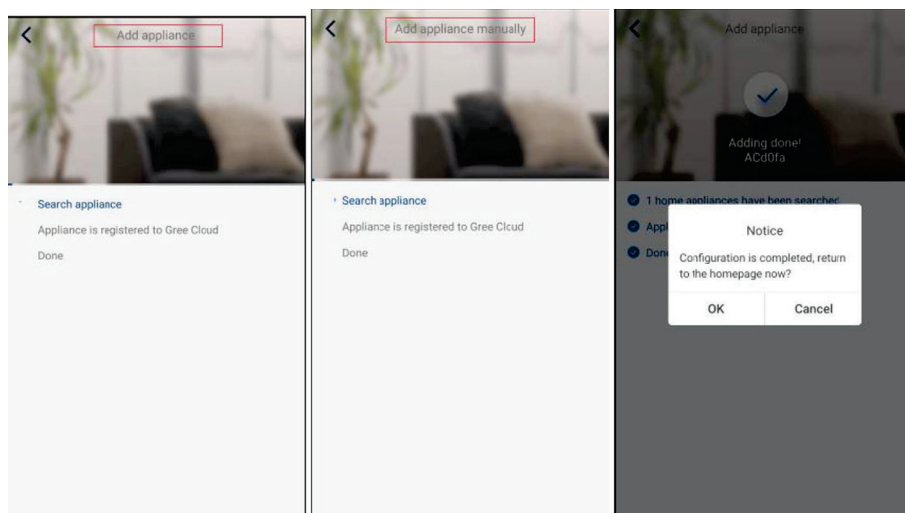 Add appliance
Search appliance
Appliance is registered to Gree Cloud
Done
Add appliance manually
Search appliance
Appliance is registered to Gree Cloud
Done
Add appliance
Adding done!
ACd0fa
1 home appliances have been searched
Appl
Done
Notice
Configuration is completed, return
to the homepage now?
OK
Cancel